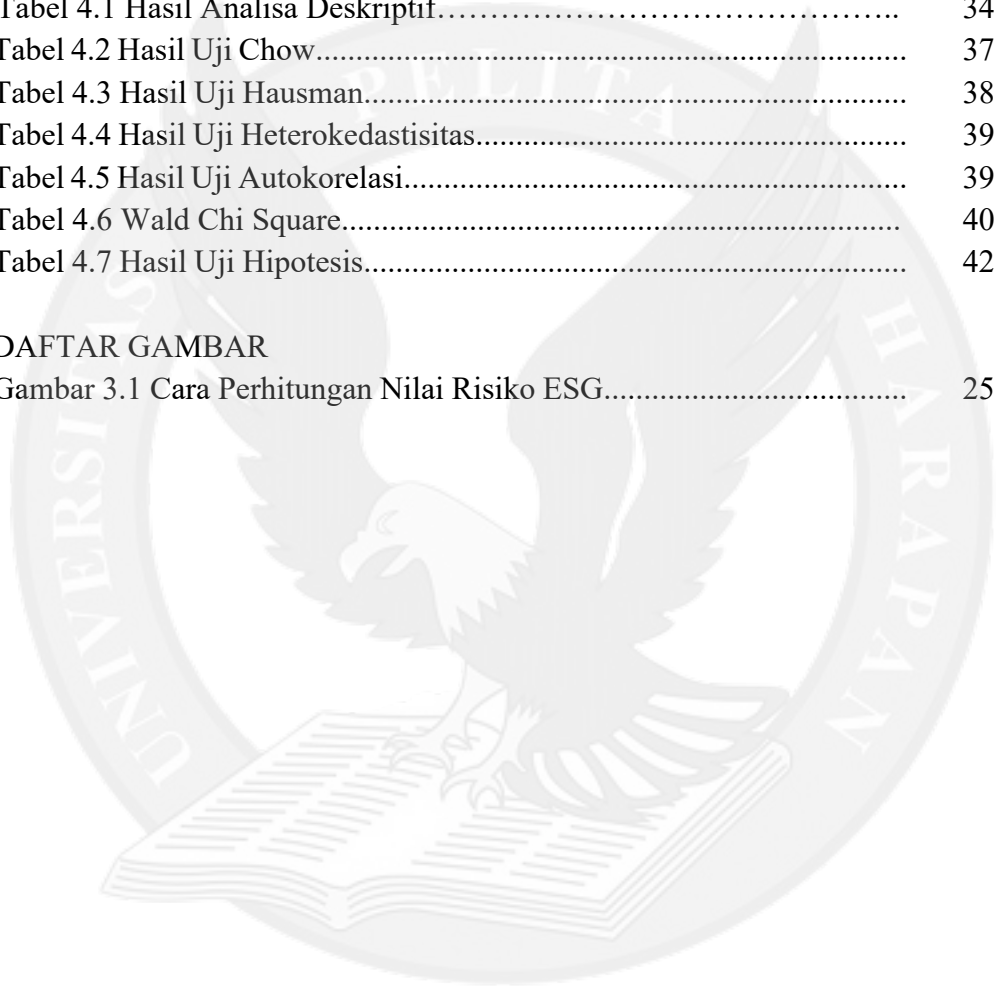 Tabel 4.1 Hasil Analisa Deskriptif……………………………………….. 34
Tabel 4.2 Hasil Uji Chow.......................................................................... 37
Tabel 4.3 Hasil Uji Hausman.................................................................... 38
Tabel 4.4 Hasil Uji Heterokedastisitas...................................................... 39
Tabel 4.5 Hasil Uji Autokorelasi............................................................... 39
Tabel 4.6 Wald Chi Square....................................................................... 40
Tabel 4.7 Hasil Uji Hipotesis.................................................................... 42
DAFTAR GAMBAR
Gambar 3.1 Cara Perhitungan Nilai Risiko ESG...................................... 25
UNIVERSITAS PELITA HARAPAN